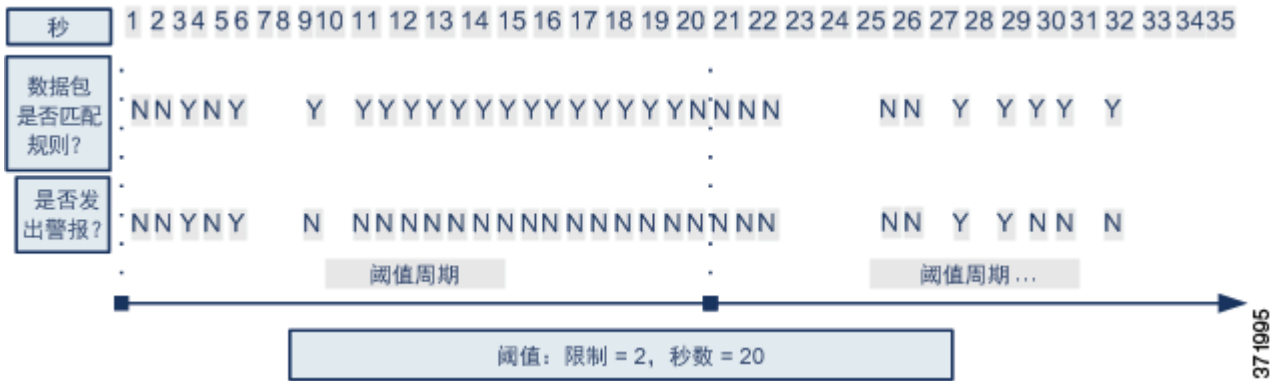 秒 1 2 3 4 5 6 7 8 9 10 11 12 13 14 15 16 17 18 19 20 21 22 23 24 25 26 27 28 29 30 31 32 33 34 35
数据包
是否匹配
规则?
N N Y N Y Y Y Y Y Y Y Y Y Y Y Y Y Y Y Y N N N N N N Y Y Y Y Y
是否发
出警报?
N N Y N Y N N N N N N N N N N N N N N N N N N N N N Y Y N N N
阈值周期 阈值周期 ...
阈值：限制 = 2，秒数 = 20
371995